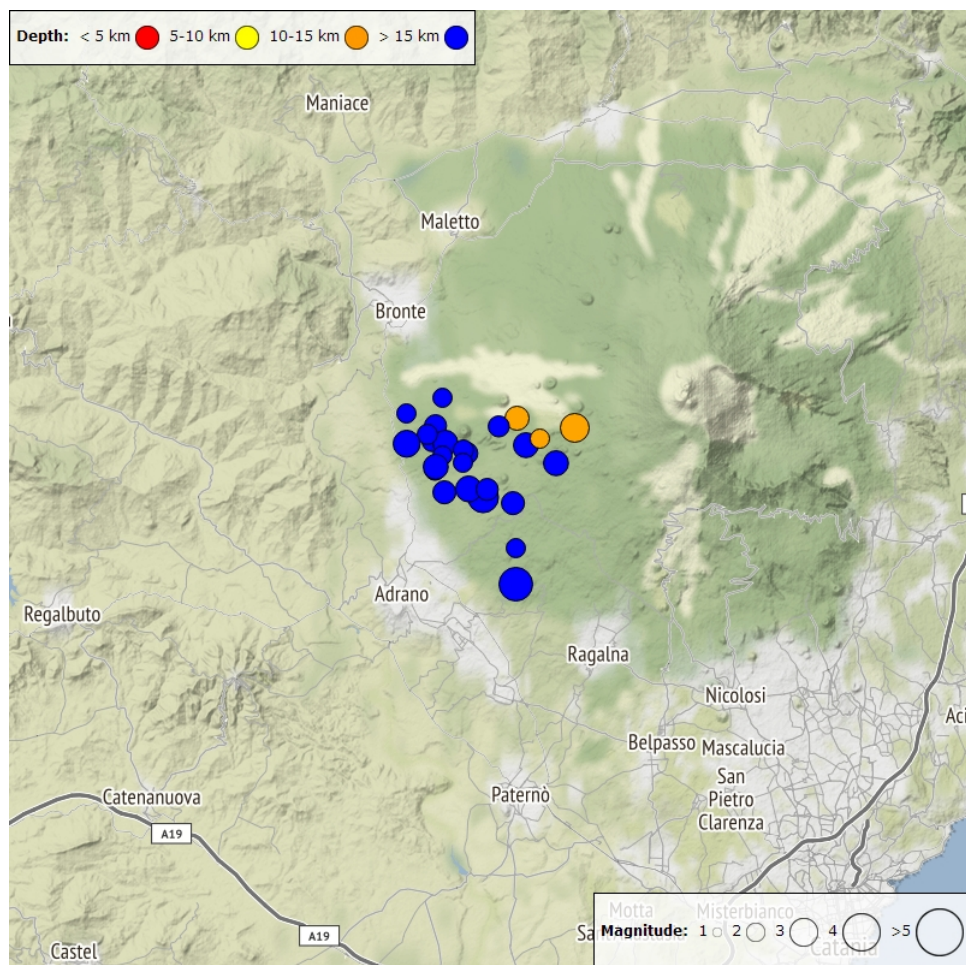 Depth: < 5 km 5-10 km 10-15 km > 15 km
Maniace
Maletto
Bronte
Adrano
Regalbuto
Ragalna
Nicolosi
Aci
Belpasso Mascalucia
San
Pietro
Clarenza
Paternò
Catenanuova
A19
A19
Motta
Misterbianco
Magnitude: 1 2 3 4 >5
Catania
Castel